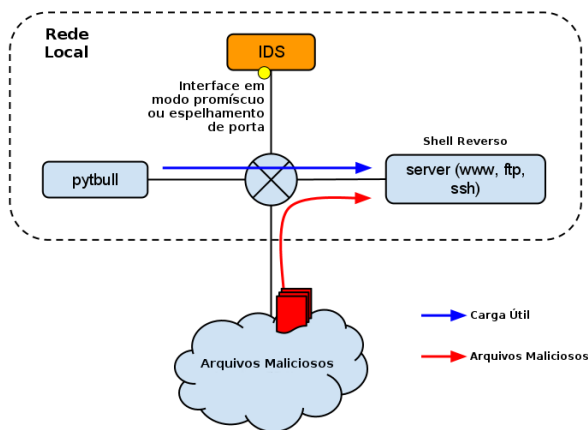 Rede
Local
IDS
Interface em
modo promíscuo
ou espelhamento
de porta
Shell Reverso
pytbull
server (www, ftp,
ssh)
Carga Útil
Arquivos Maliciosos
Arquivos Maliciosos